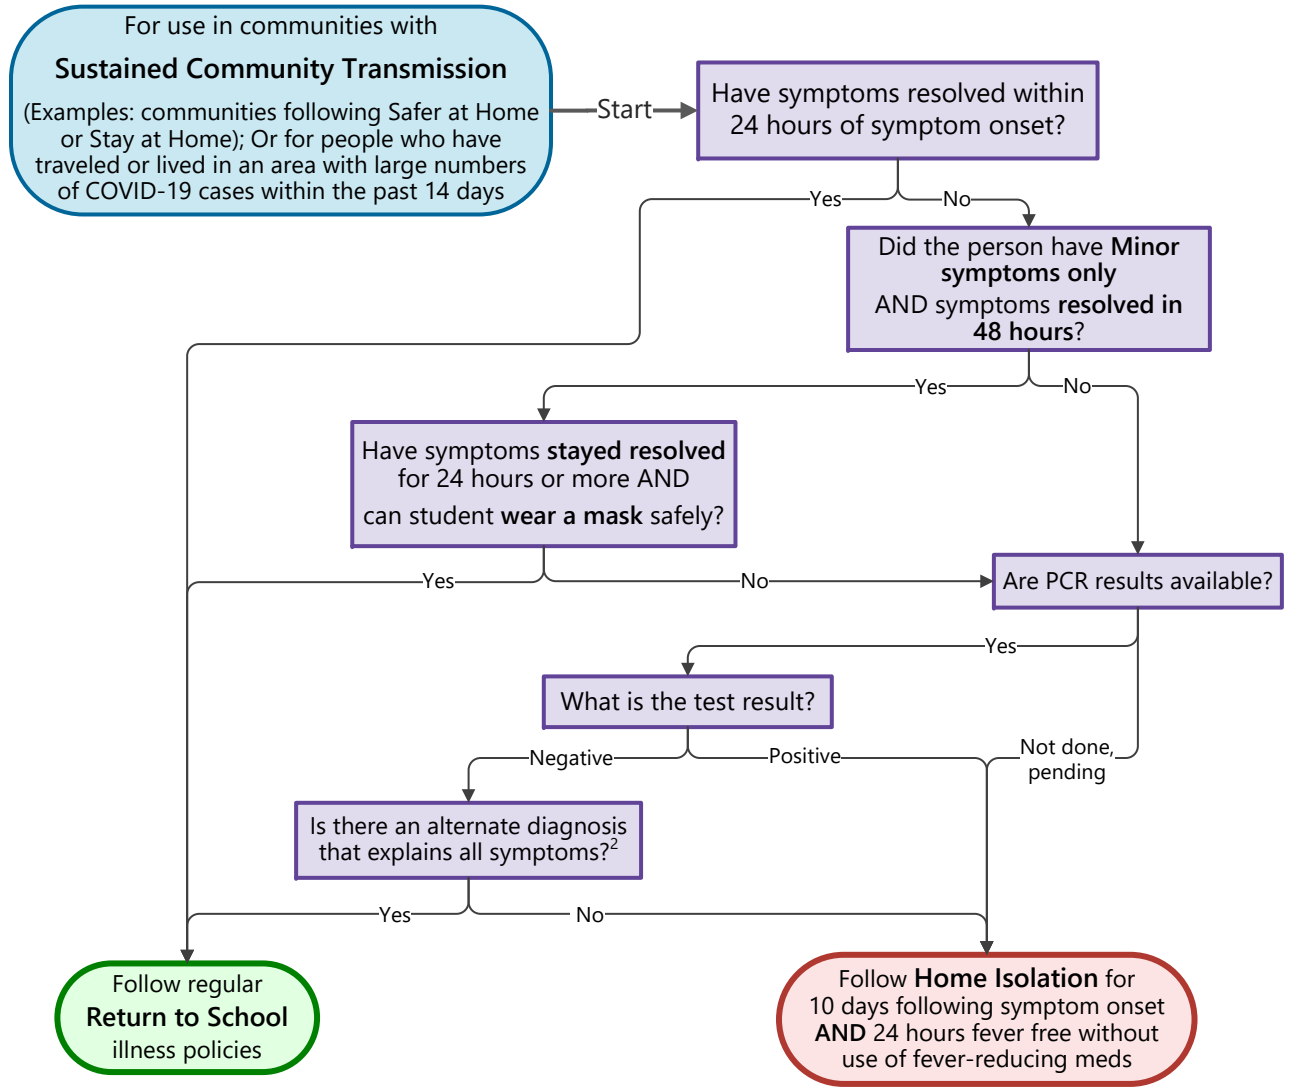 For use in communities with
Sustained Community Transmission
(Examples: communities following Safer at Home
or Stay at Home); Or for people who have
traveled or lived in an area with large numbers
of COVID-19 cases within the past 14 days
Start
Have symptoms resolved within
24 hours of symptom onset?
Yes
No
Did the person have Minor
symptoms only
AND symptoms resolved in
48 hours?
Yes
No
Have symptoms stayed resolved
for 24 hours or more AND
can student wear a mask safely?
Yes
No
Are PCR results available?
Yes
What is the test result?
Not done,
pending
Negative
Positive
Is there an alternate diagnosis
that explains all symptoms?2
Yes
No
Follow regular
Return to School
illness policies
Follow Home Isolation for
10 days following symptom onset
AND 24 hours fever free without
use of fever-reducing meds